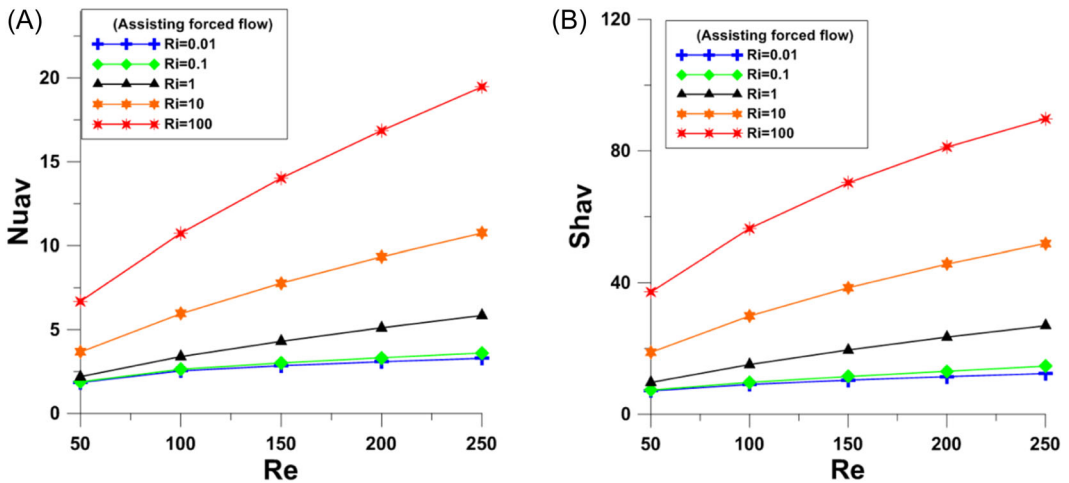 (A)
(Assisting forced flow)
Ri=0.01
Ri=0.1
Ri=1
Ri=10
Ri=100
20
15
10
5
0
Nuav
50 100 150 200 250
Re
(B)
120
(Assisting forced flow)
Ri=0.01
Ri=0.1
Ri=1
Ri=10
Ri=100
80
40
0
Shav
50 100 150 200 250
Re